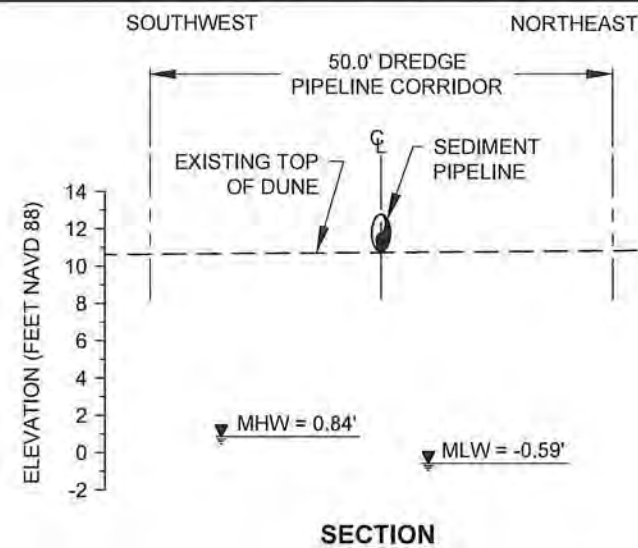 SOUTHWEST
NORTHEAST
50.0' DREDGE
PIPELINE CORRIDOR
℄
EXISTING TOP
OF DUNE
SEDIMENT
PIPELINE
ELEVATION (FEET NAVD 88)
14
12
10
8
6
4
2
0
-2
MHW = 0.84'
MLW = -0.59'
SECTION